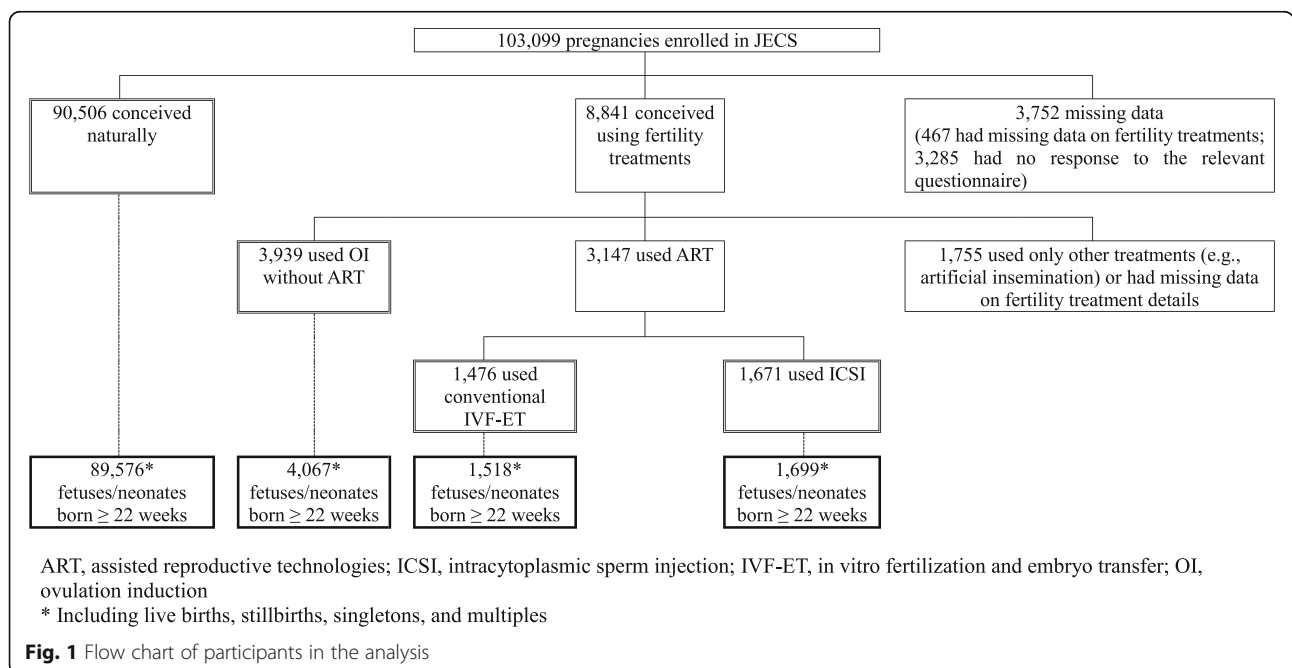 103,099 pregnancies enrolled in JECS
90,506 conceived
naturally
8,841 conceived
using fertility
treatments
3,752 missing data
(467 had missing data on fertility treatments;
3,285 had no response to the relevant
questionnaire)
3,939 used OI
without ART
3,147 used ART
1,755 used only other treatments (e.g.,
artificial insemination) or had missing data
on fertility treatment details
1,476 used
conventional
IVF-ET
1,671 used ICSI
89,576*
fetuses/neonates
born ≥ 22 weeks
4,067*
fetuses/neonates
born ≥ 22 weeks
1,518*
fetuses/neonates
born ≥ 22 weeks
1,699*
fetuses/neonates
born ≥ 22 weeks
ART, assisted reproductive technologies; ICSI, intracytoplasmic sperm injection; IVF-ET, in vitro fertilization and embryo transfer; OI,
ovulation induction
* Including live births, stillbirths, singletons, and multiples
Fig. 1 Flow chart of participants in the analysis